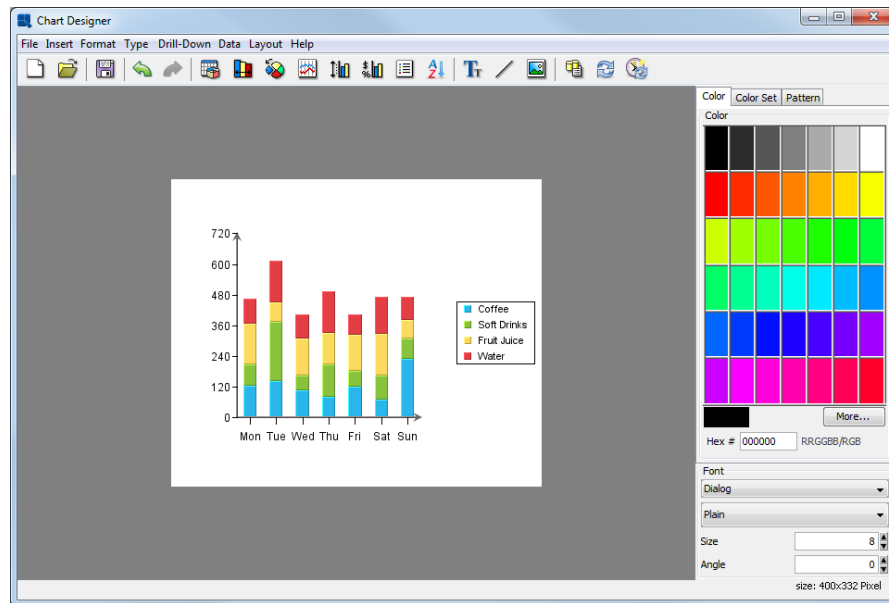 Chart Designer
File Insert Format Type Drill-Down Data Layout Help
Color Color Set Pattern
Color
720
600
480
360
240
120
0
Mon Tue Wed Thu Fri Sat Sun
Coffee
Soft Drinks
Fruit Juice
Water
More...
Hex # 000000 RRGGBB/RGB
Font
Dialog
Plain
Size 8
Angle 0
size: 400x332 Pixel